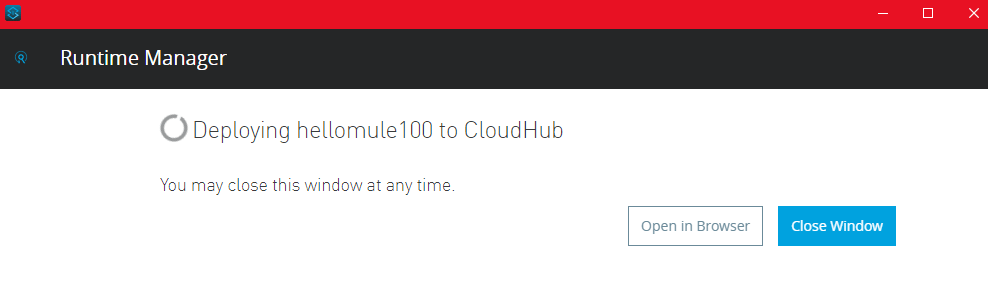 Runtime Manager
Deploying hellomule100 to CloudHub
You may close this window at any time.
Open in Browser
Close Window